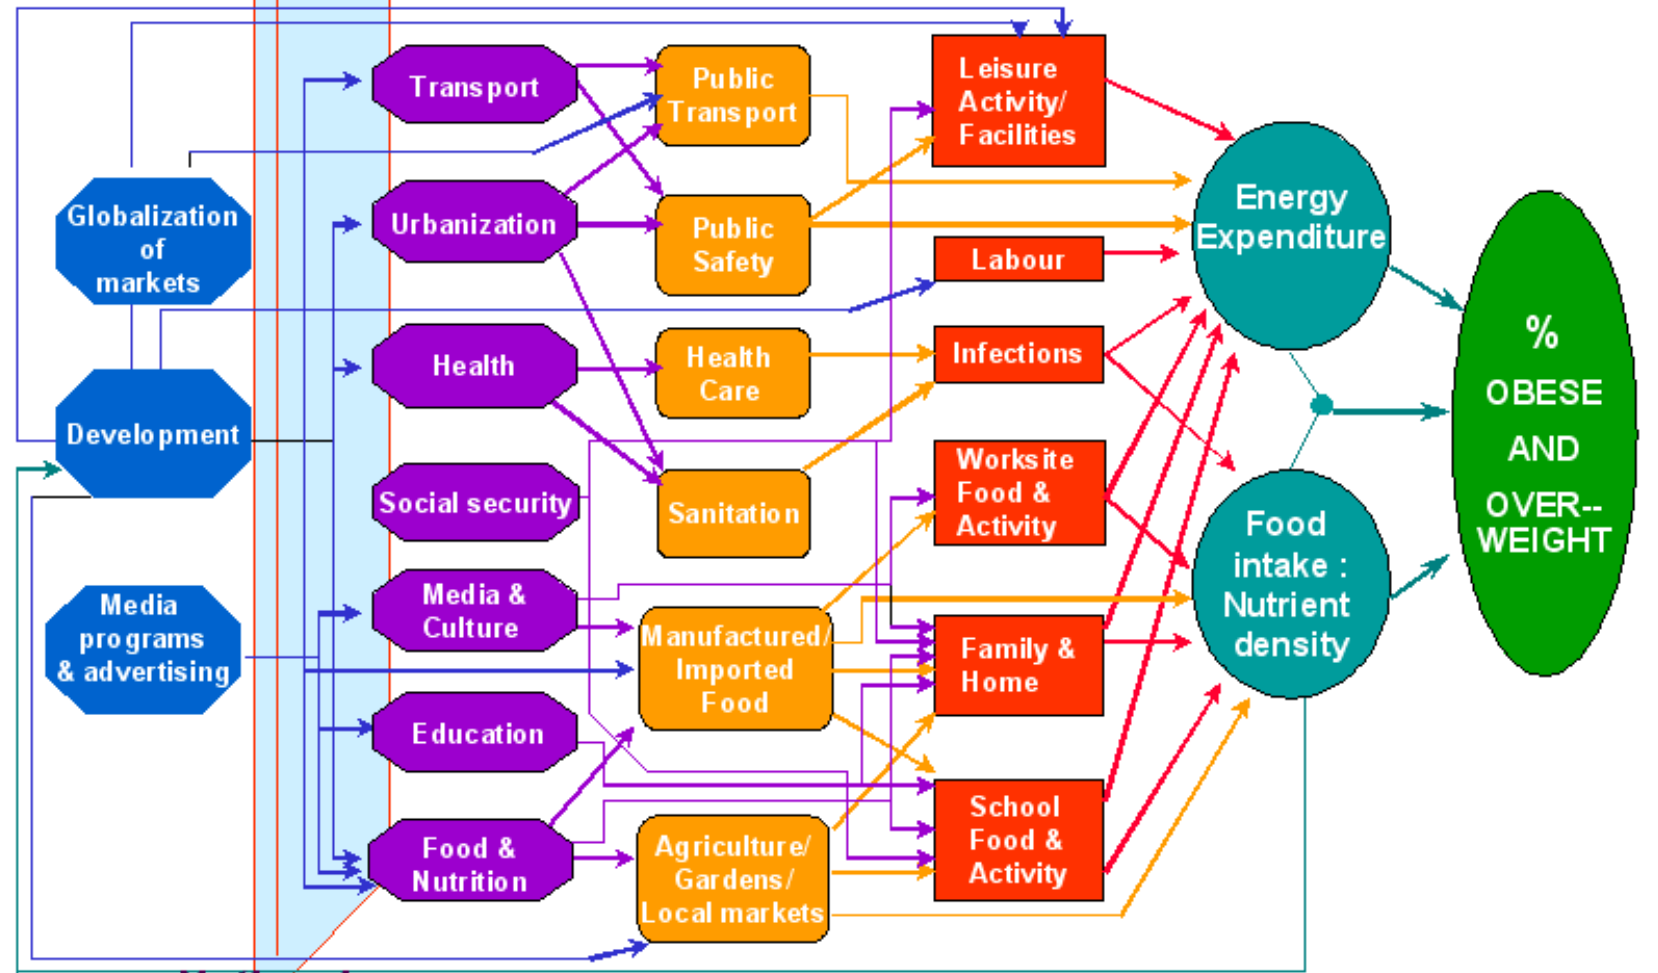 Globalization
of
markets
Development
Media
programs
& advertising
Transport
Urbanization
Health
Social security
Media &
Culture
Education
Food &
Nutrition
Public
Transport
Public
Safety
Health
Care
Sanitation
Manufactured/
Imported
Food
Agriculture/
Gardens/
Local markets
Leisure
Activity/
Facilities
Labour
Infections
Worksite
Food &
Activity
Family &
Home
School
Food &
Activity
Energy
Expenditure
Food
intake :
Nutrient
density
%
OBESE
AND
OVER--
WEIGHT